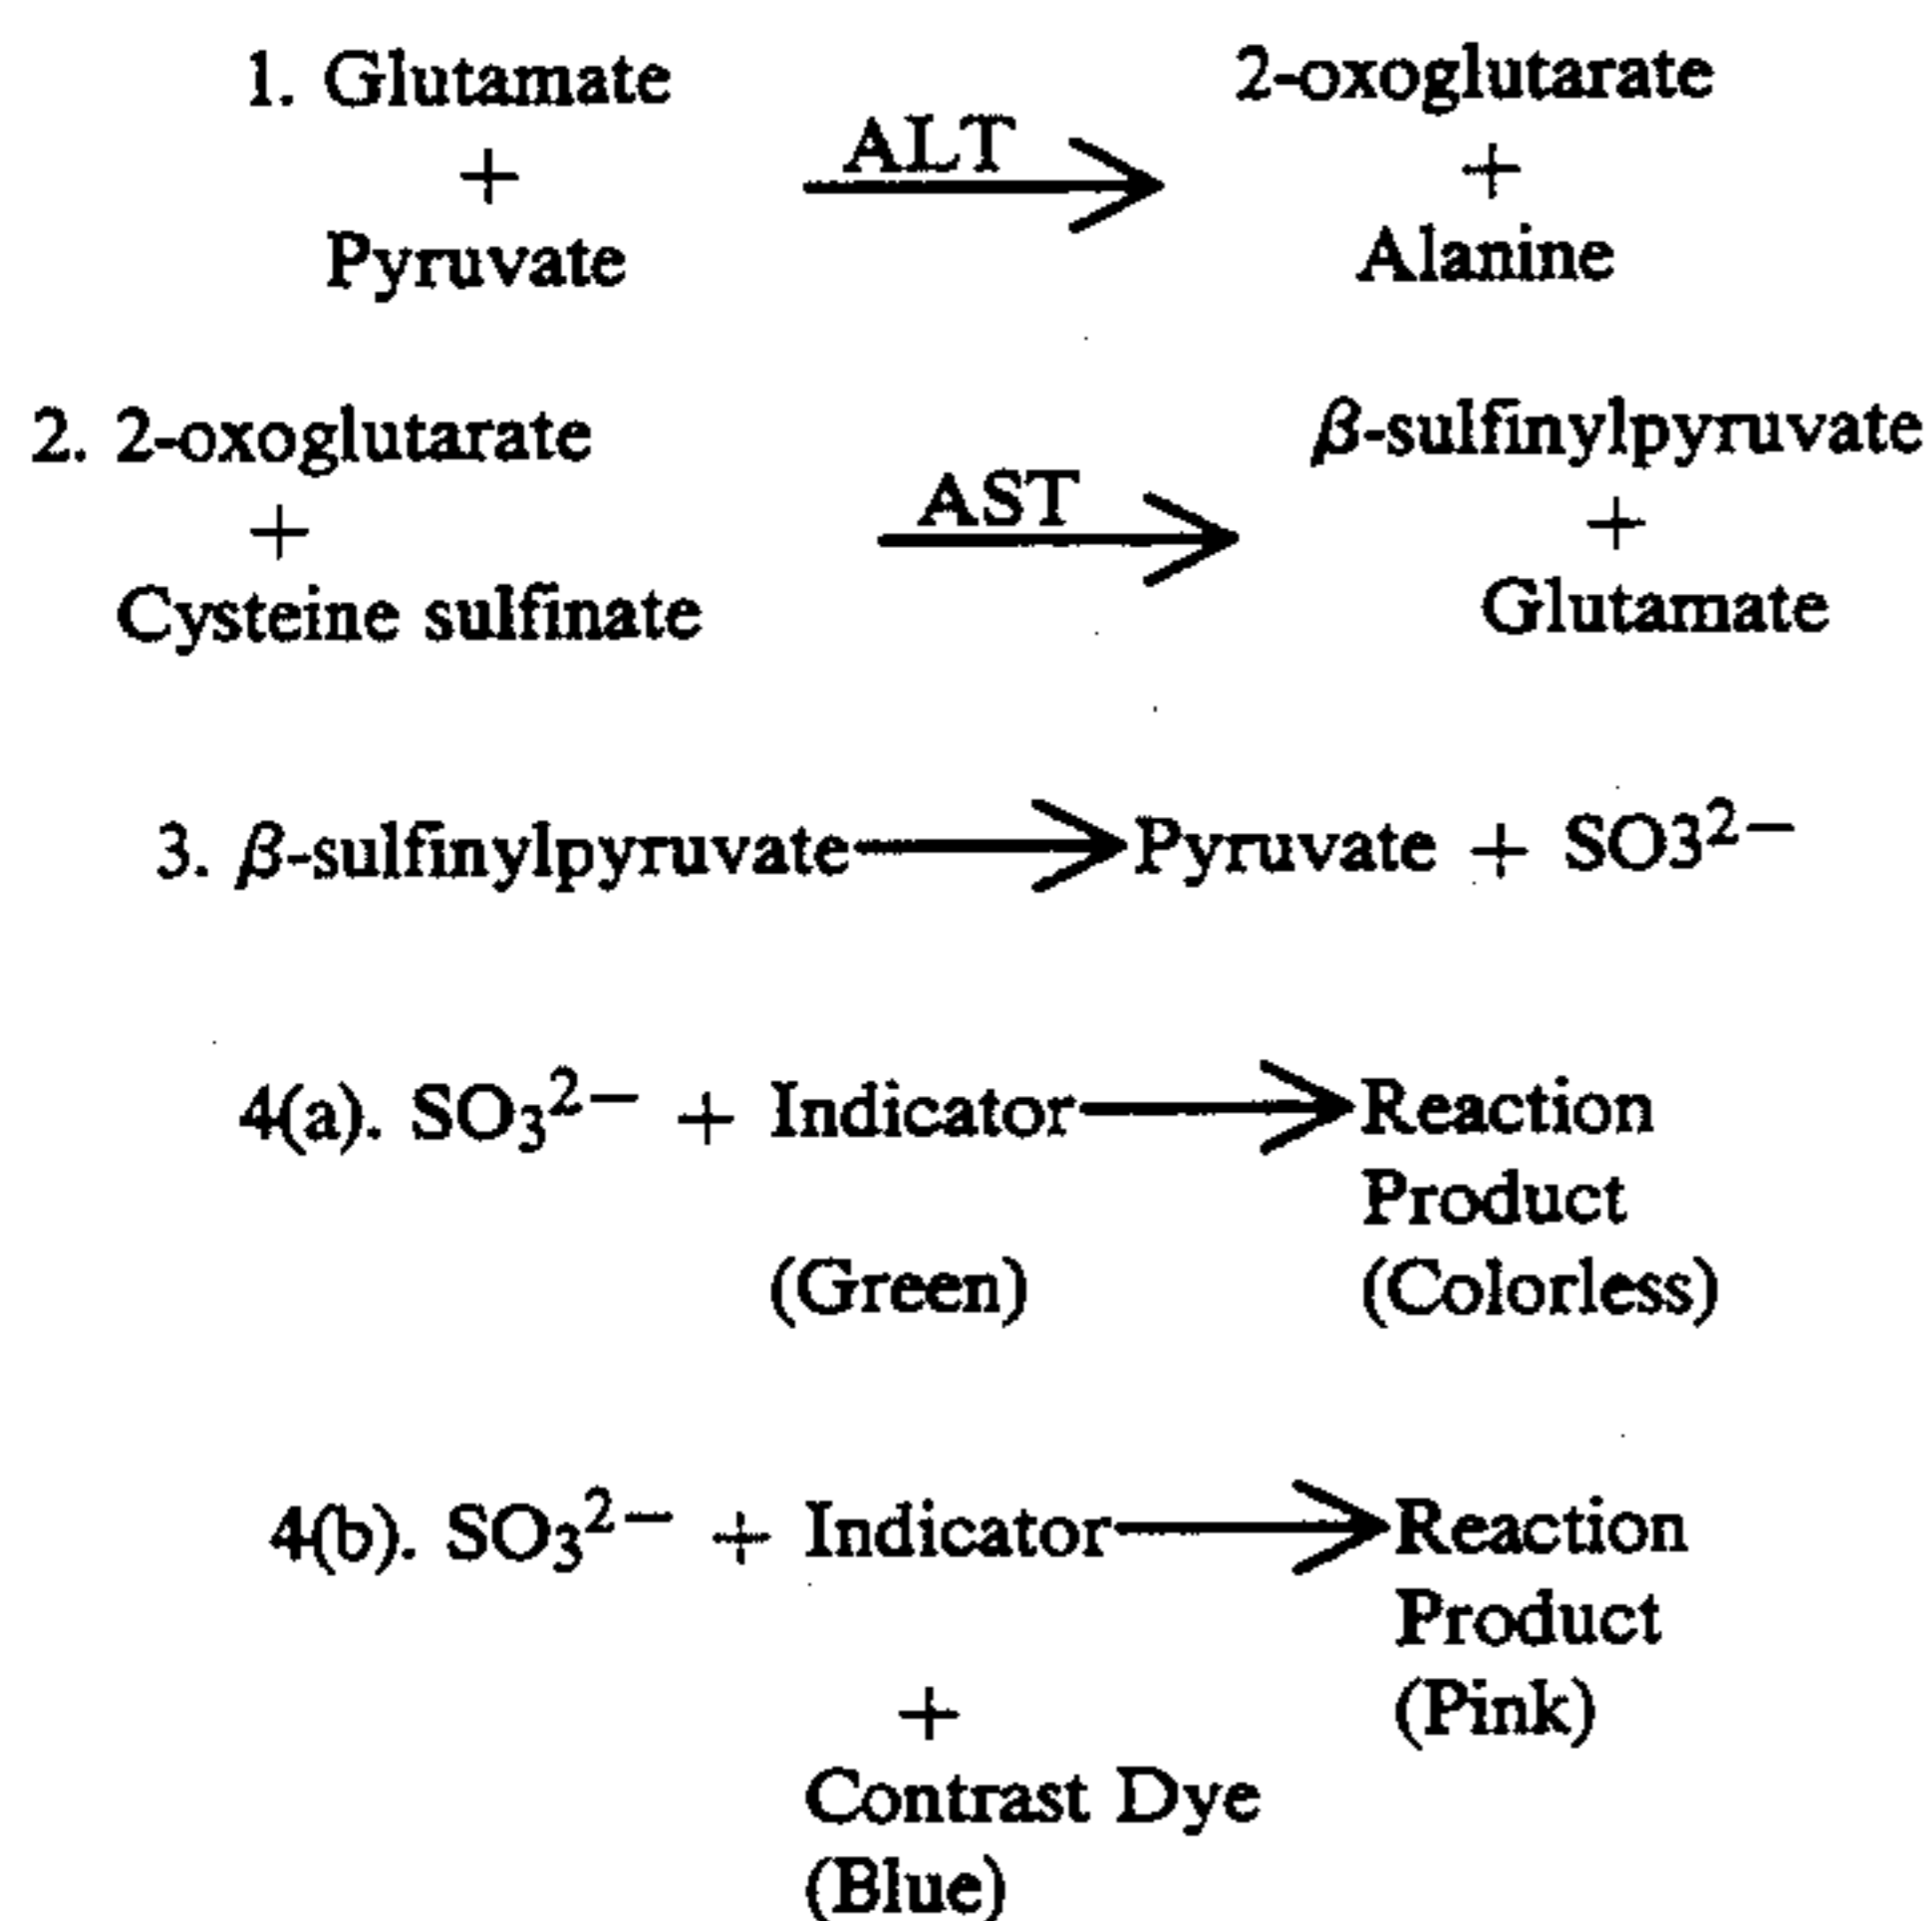 1. Glutamate 2-oxoglutarate
+ ALT +
Pyruvate Alanine
2. 2-oxoglutarate β-sulfinylpyruvate
+ AST +
Cysteine sulfinate Glutamate
3. β-sulfinylpyruvate → Pyruvate + SO3²⁻
4(a). SO₃²⁻ + Indicator → Reaction
Product
(Green) (Colorless)
4(b). SO₃²⁻ + Indicator → Reaction
Product
+ (Pink)
Contrast Dye
(Blue)